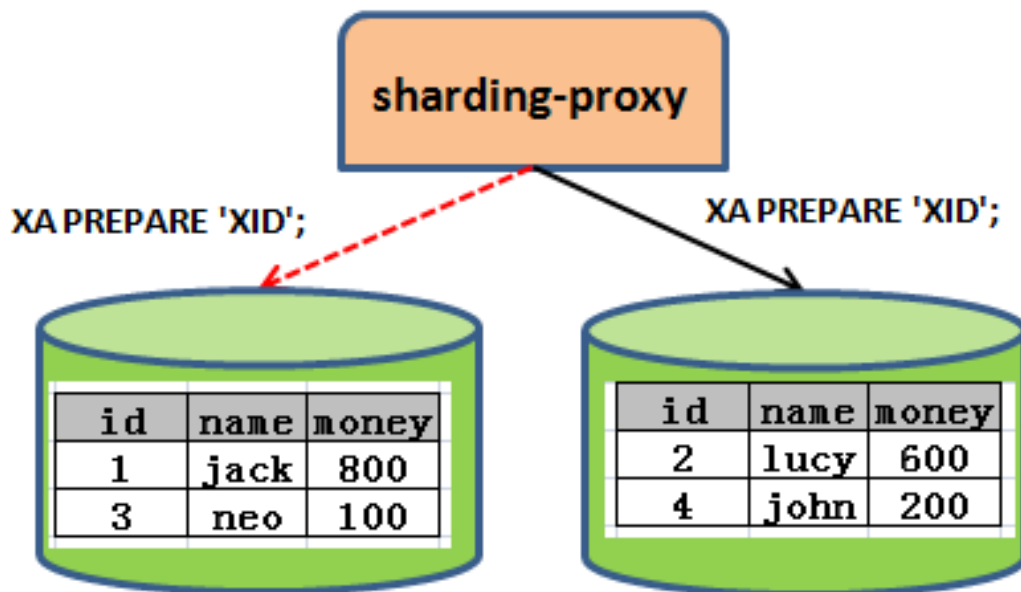 sharding-proxy
XA PREPARE 'XID';
XA PREPARE 'XID';
id name money
1 jack 800
3 neo 100
id name money
2 lucy 600
4 john 200